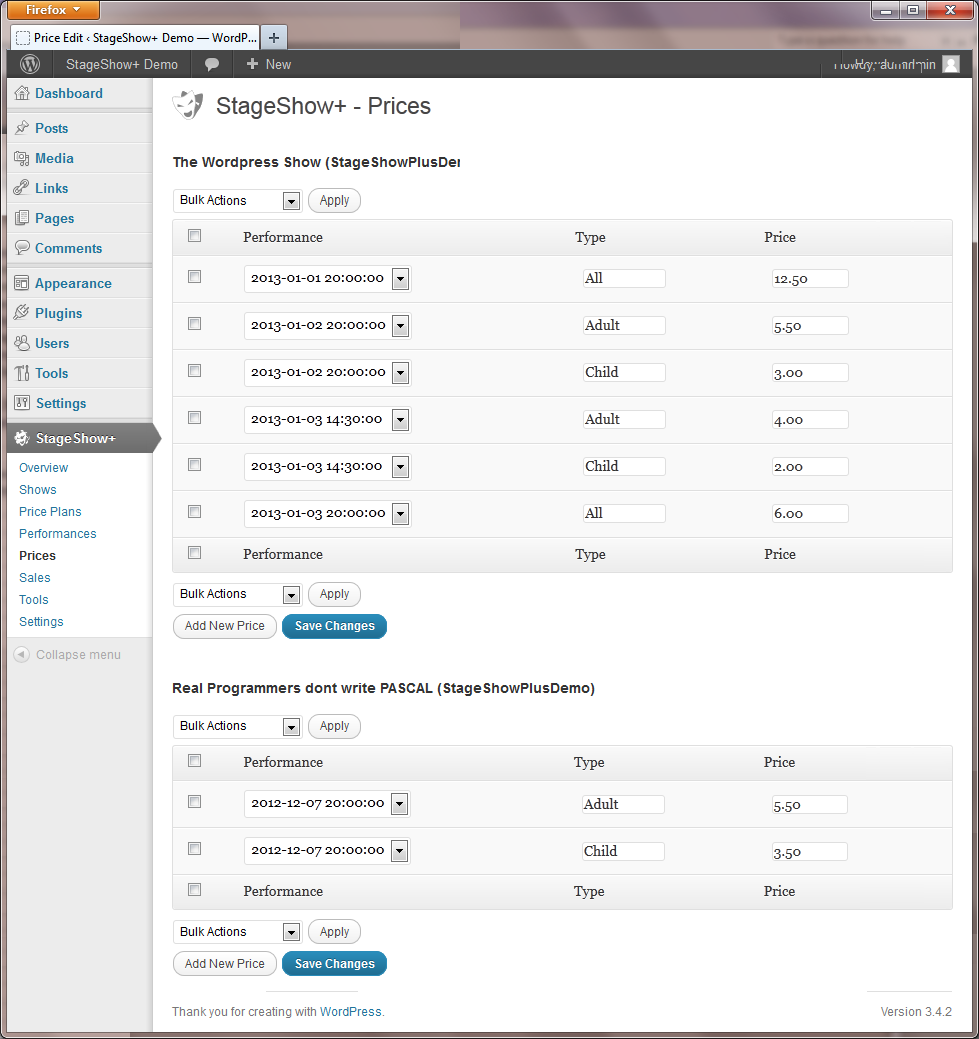 Firefox
Price Edit ‹ StageShow+ Demo — WordP...
StageShow+ Demo
New
Dashboard
Posts
Media
Links
Pages
Comments
Appearance
Plugins
Users
Tools
Settings
StageShow+
Overview
Shows
Price Plans
Performances
Prices
Sales
Tools
Settings
Collapse menu
StageShow+ - Prices
The Wordpress Show (StageShowPlusDer
Bulk Actions Apply
Performance Type Price
2013-01-01 20:00:00 All 12.50
2013-01-02 20:00:00 Adult 5.50
2013-01-02 20:00:00 Child 3.00
2013-01-03 14:30:00 Adult 4.00
2013-01-03 14:30:00 Child 2.00
2013-01-03 20:00:00 All 6.00
Performance Type Price
Bulk Actions Apply
Add New Price Save Changes
Real Programmers dont write PASCAL (StageShowPlusDemo)
Bulk Actions Apply
Performance Type Price
2012-12-07 20:00:00 Adult 5.50
2012-12-07 20:00:00 Child 3.50
Performance Type Price
Bulk Actions Apply
Add New Price Save Changes
Thank you for creating with WordPress.
Version 3.4.2